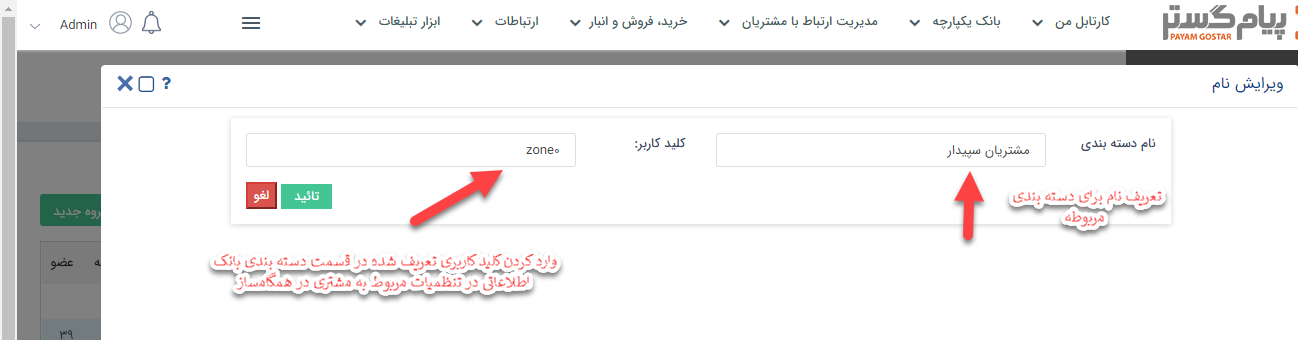 پیام گستر
PAYAM GOSTAR
کارتابل من
بانک یکپارچه
مدیریت ارتباط با مشتریان
خرید، فروش و انبار
ارتباطات
ابزار تبلیغات
Admin
ویرایش نام
?
نام دسته بندی
مشتریان سپیدار
کلید کاربر:
zone۰
تائید
لغو
تعریف نام برای دسته بندی
مربوطه
وارد کردن کلید کاربری تعریف شده در قسمت دسته بندی بانک
اطلاعاتی در تنظمیات مربوط به مشتری در همگامساز
روه جدید
عضو
۳۹